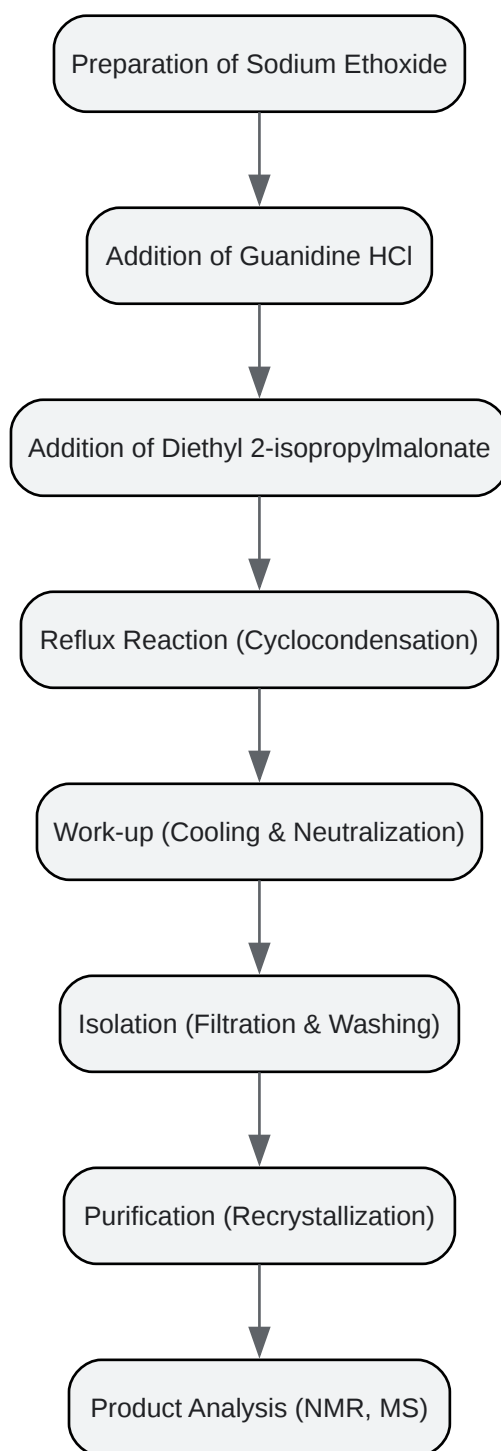 Preparation of Sodium Ethoxide
Addition of Guanidine HCl
Addition of Diethyl 2-isopropylmalonate
Reflux Reaction (Cyclocondensation)
Work-up (Cooling & Neutralization)
Isolation (Filtration & Washing)
Purification (Recrystallization)
Product Analysis (NMR, MS)